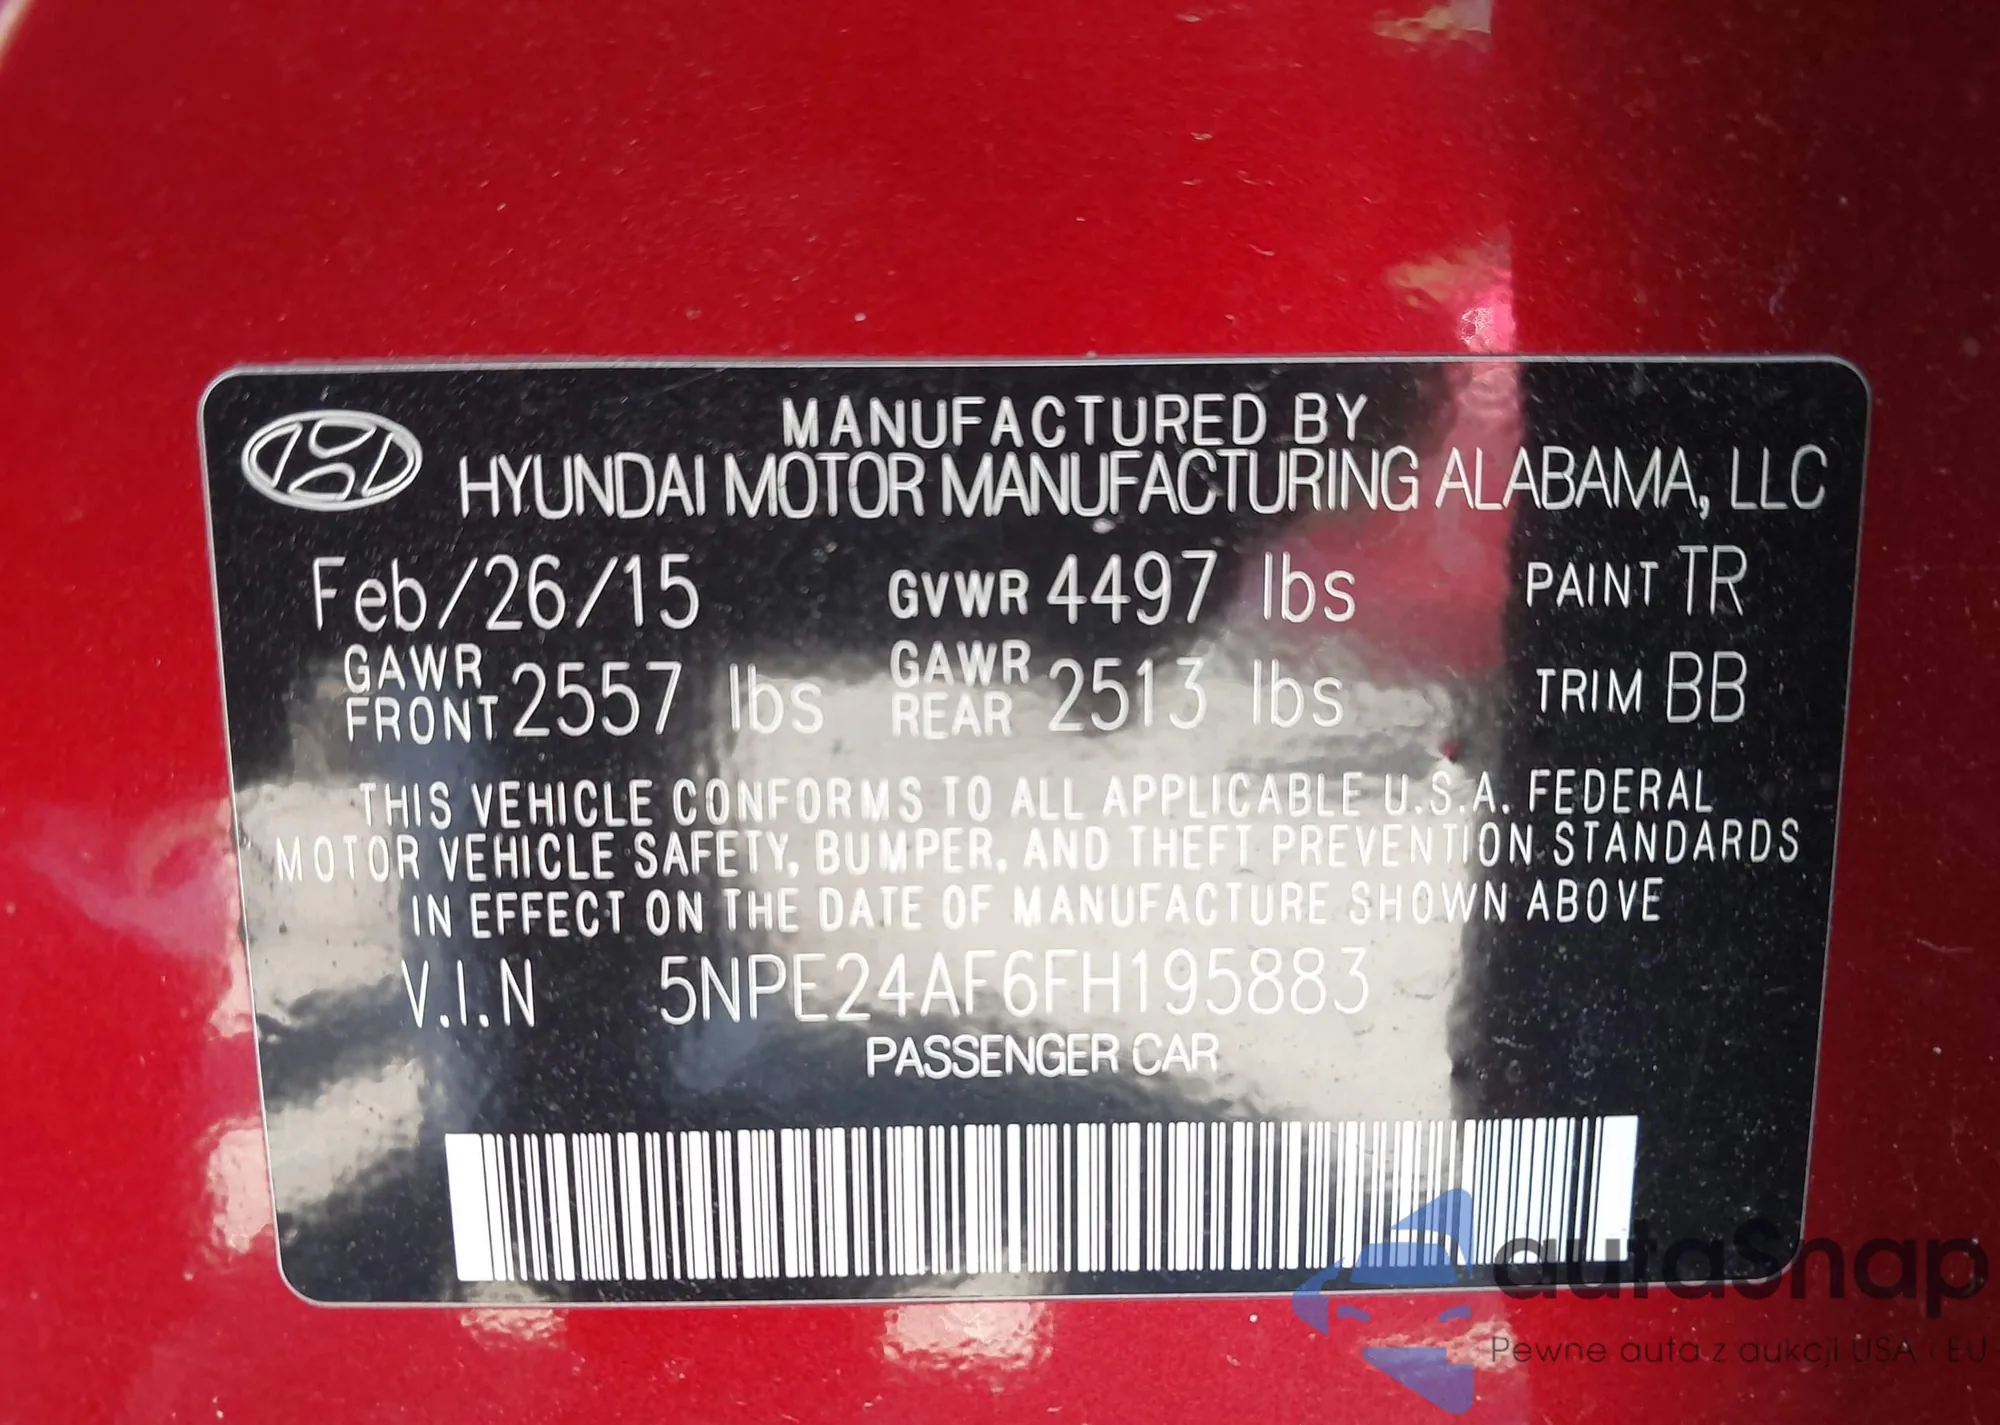 MANUFACTURED BY
HYUNDAI MOTOR MANUFACTURING ALABAMA, LLC
Feb/26/15 GVWR 4497 lbs PAINT TR
GAWR FRONT 2557 lbs GAWR REAR 2513 lbs TRIM BB
THIS VEHICLE CONFORMS TO ALL APPLICABLE U.S.A. FEDERAL
MOTOR VEHICLE SAFETY, BUMPER, AND THEFT PREVENTION STANDARDS
IN EFFECT ON THE DATE OF MANUFACTURE SHOWN ABOVE
V.I.N 5NPE24AF6FH195883
PASSENGER CAR
autaSnap
Pewne auta z aukcji USA i EU